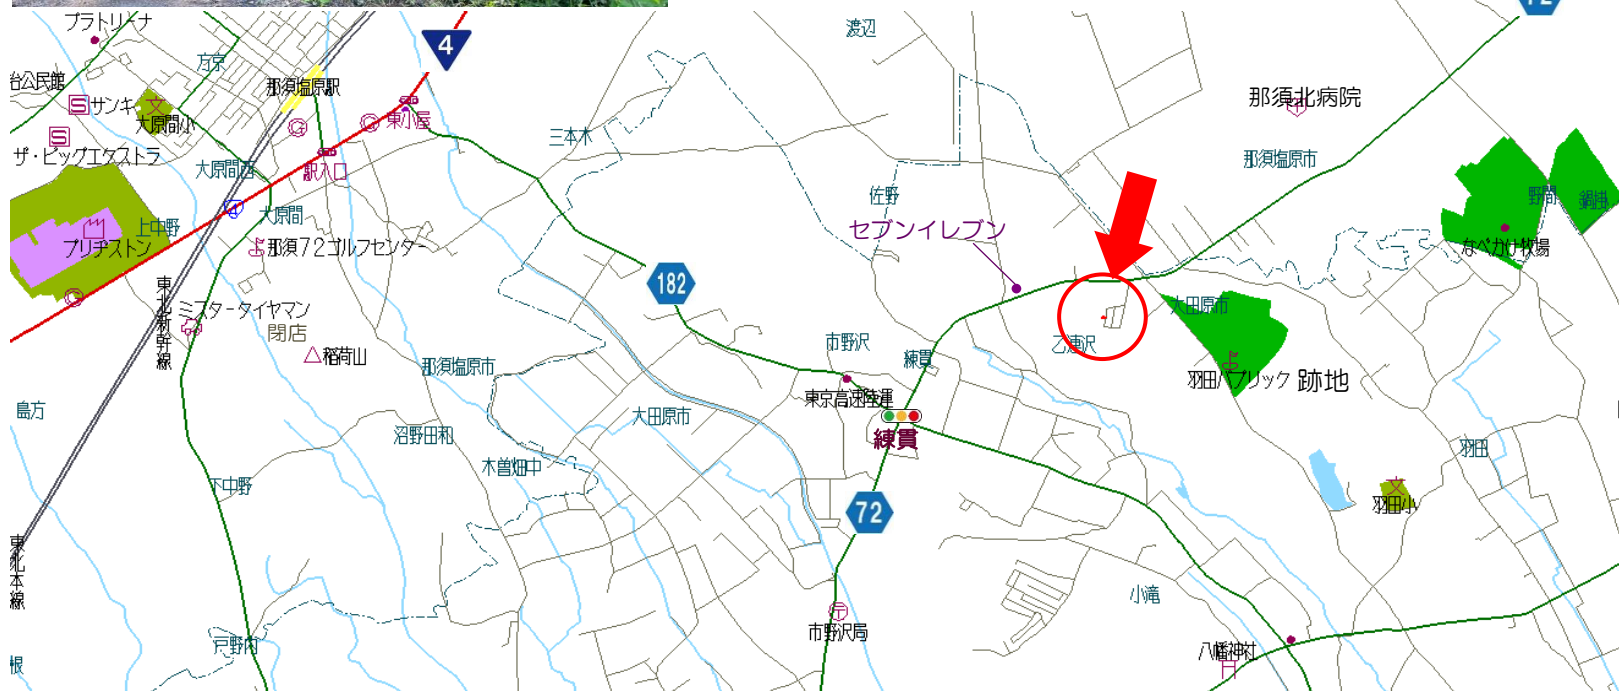 プラトリーナ
72
4
渡辺
方京
台公民館
那須塩原駅
サンキ
大原間小
東小屋
那須北病院
三本木
ザ・ビッグエクストラ
大原間西
駅入口
那須塩原市
佐野
野間
鍋掛
4
大原間
上中野
セブンイレブン
ブリヂストン
那須72ゴルフセンター
なべかけ牧場
182
東北新幹線
ミスタータイヤマン
閉店
大田原市
稲荷山
市野沢
乙連沢
練貫
那須塩原市
羽田パブリック 跡地
東京高速陸運
島方
大田原市
沼野田和
練貫
羽田
木曽畑中
下中野
72
羽田小
東北本線
小滝
市野沢局
戸野内
八幡神社
根